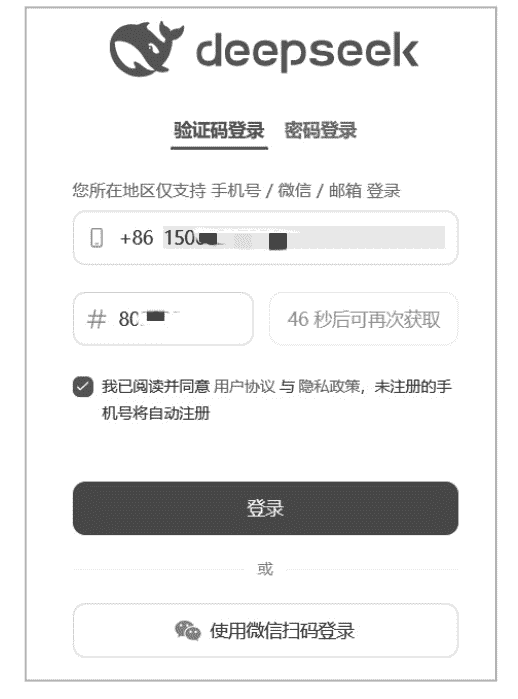 deepseek
验证码登录 密码登录
您所在地区仅支持 手机号 / 微信 / 邮箱 登录
+86 150
# 80
46 秒后可再次获取
我已阅读并同意 用户协议 与 隐私政策，未注册的手
机号将自动注册
登录
或
使用微信扫码登录